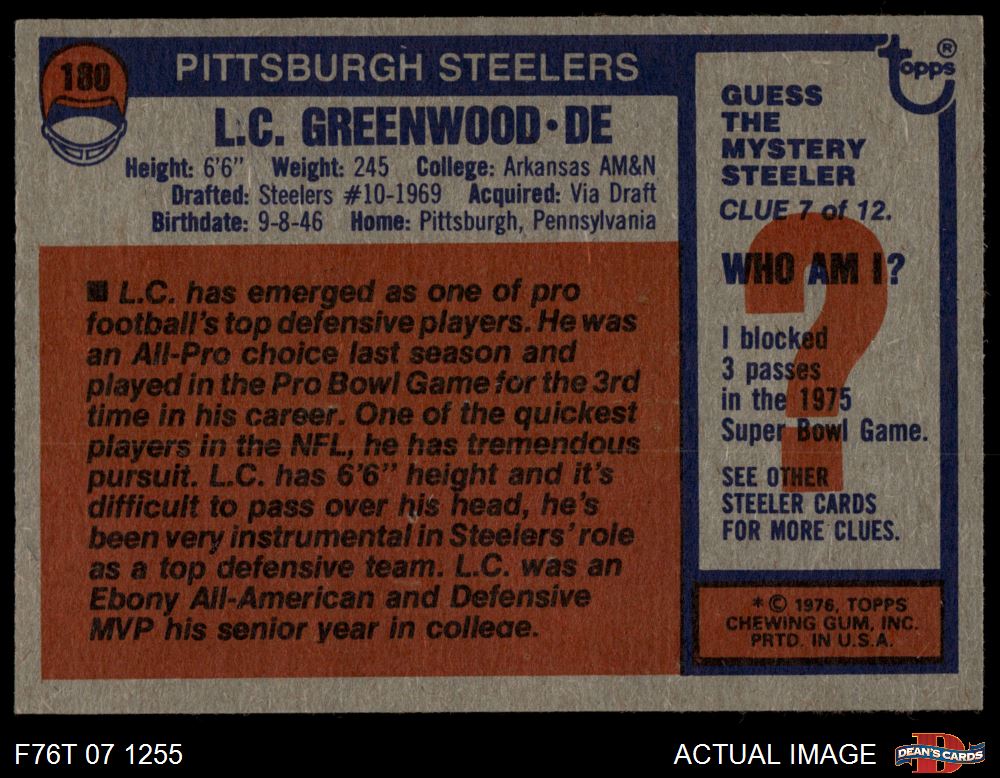 180
PITTSBURGH STEELERS
L.C. GREENWOOD • DE
Height: 6'6" Weight: 245 College: Arkansas AM&N
Drafted: Steelers #10-1969 Acquired: Via Draft
Birthdate: 9-8-46 Home: Pittsburgh, Pennsylvania
■ L.C. has emerged as one of pro
football's top defensive players. He was
an All-Pro choice last season and
played in the Pro Bowl Game for the 3rd
time in his career. One of the quickest
players in the NFL, he has tremendous
pursuit. L.C. has 6'6" height and it's
difficult to pass over his head, he's
been very instrumental in Steelers' role
as a top defensive team. L.C. was an
Ebony All-American and Defensive
MVP his senior year in college.
topps ®
GUESS
THE
MYSTERY
STEELER
CLUE 7 of 12.
WHO AM I?
?
I blocked
3 passes
in the 1975
Super Bowl Game.
SEE OTHER
STEELER CARDS
FOR MORE CLUES.
* © 1976, TOPPS
CHEWING GUM, INC.
PRTD. IN U.S.A.
F76T 07 1255
ACTUAL IMAGE
DEAN'S CARDS